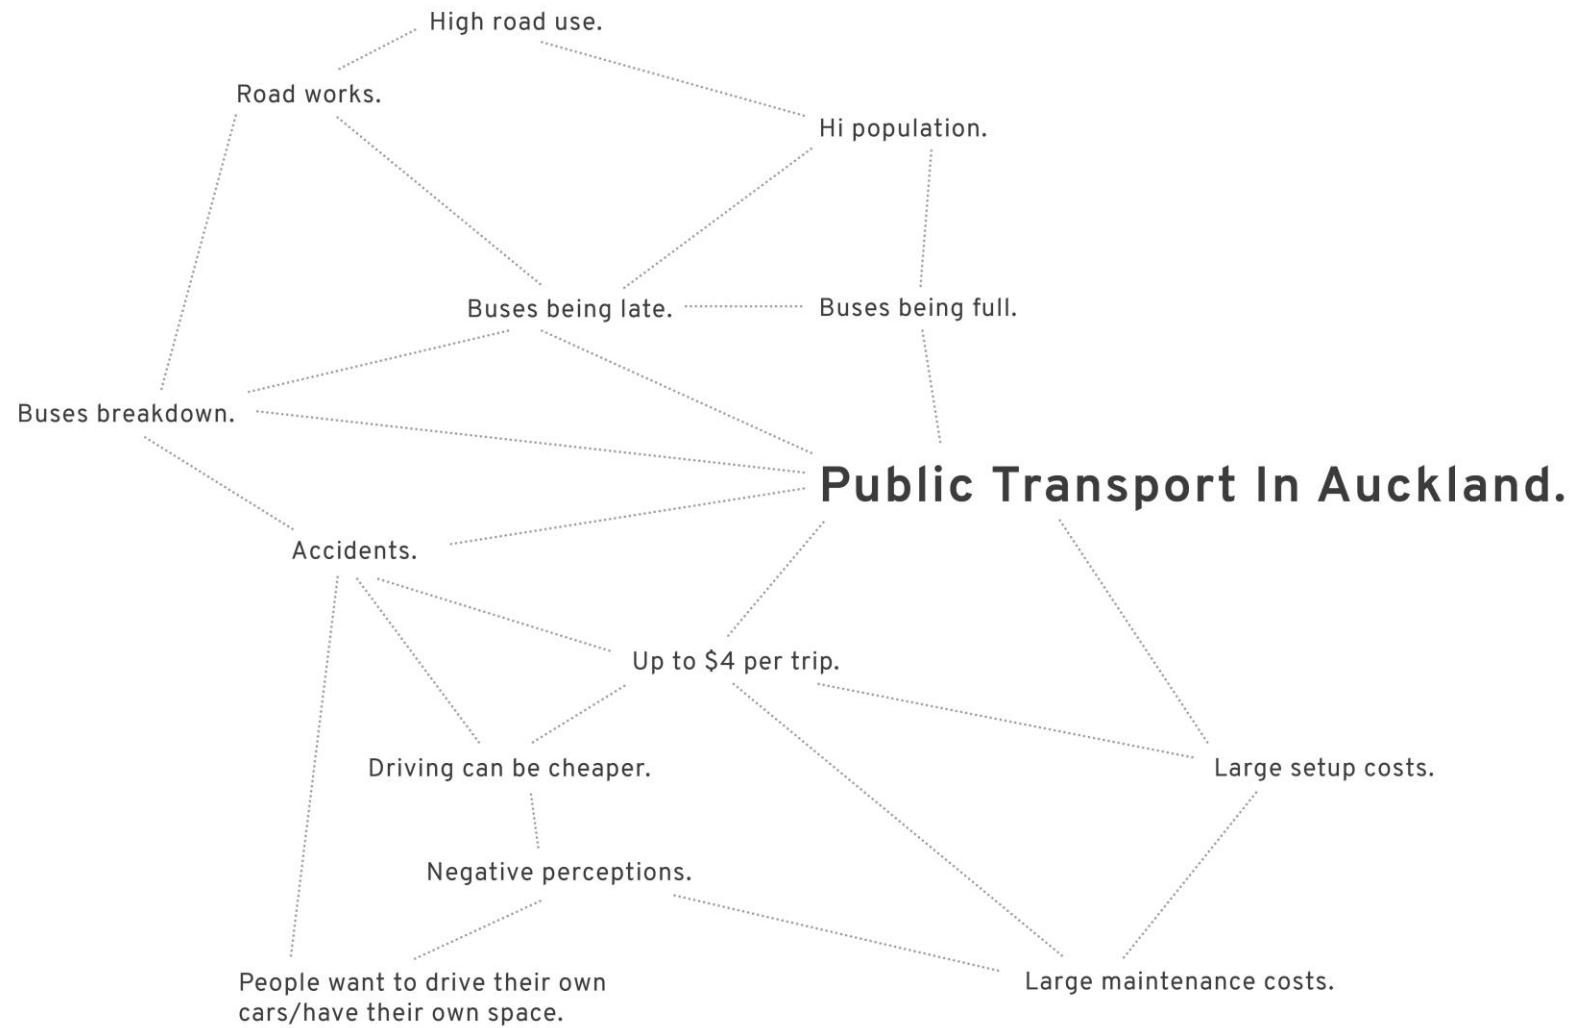 High road use.
Road works.
Hi population.
Buses being late.
Buses being full.
Buses breakdown.
Public Transport In Auckland.
Accidents.
Up to $4 per trip.
Driving can be cheaper.
Large setup costs.
Negative perceptions.
People want to drive their own
cars/have their own space.
Large maintenance costs.